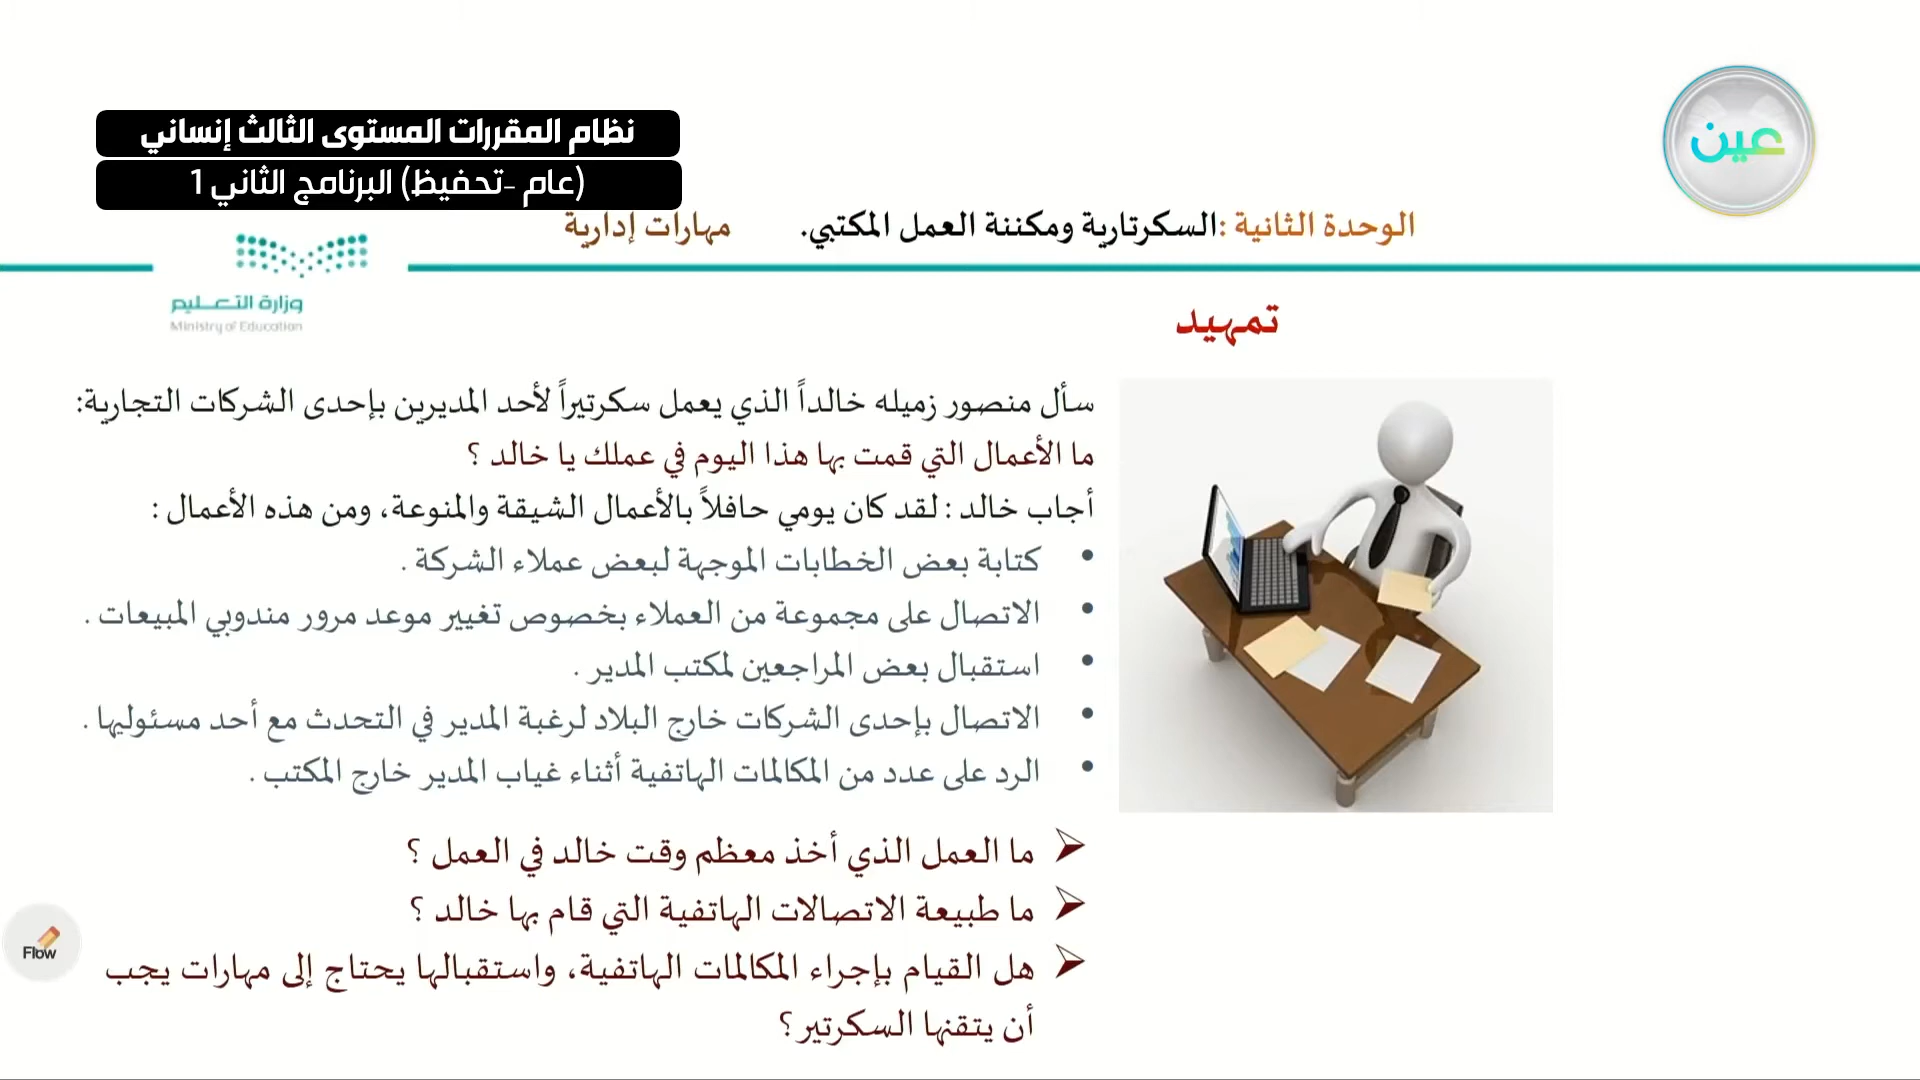 عين
نظام المقررات المستوى الثالث إنساني
(عام -تحفيظ) البرنامج الثاني 1
الوحدة الثانية :السكرتارية ومكننة العمل المكتبي. مهارات إدارية
وزارة التعليم
Ministry of Education
تمهيد
سأل منصور زميله خالداً الذي يعمل سكرتيراً لأحد المديرين بإحدى الشركات التجارية:
ما الأعمال التي قمت بها هذا اليوم في عملك يا خالد ؟
أجاب خالد : لقد كان يومي حافلاً بالأعمال الشيقة والمنوعة، ومن هذه الأعمال :
• كتابة بعض الخطابات الموجهة لبعض عملاء الشركة .
• الاتصال على مجموعة من العملاء بخصوص تغيير موعد مرور مندوبي المبيعات .
• استقبال بعض المراجعين لمكتب المدير .
• الاتصال بإحدى الشركات خارج البلاد لرغبة المدير في التحدث مع أحد مسئوليها .
• الرد على عدد من المكالمات الهاتفية أثناء غياب المدير خارج المكتب .
➢ ما العمل الذي أخذ معظم وقت خالد في العمل ؟
➢ ما طبيعة الاتصالات الهاتفية التي قام بها خالد ؟
➢ هل القيام بإجراء المكالمات الهاتفية، واستقبالها يحتاج إلى مهارات يجب
أن يتقنها السكرتير ؟
Flow